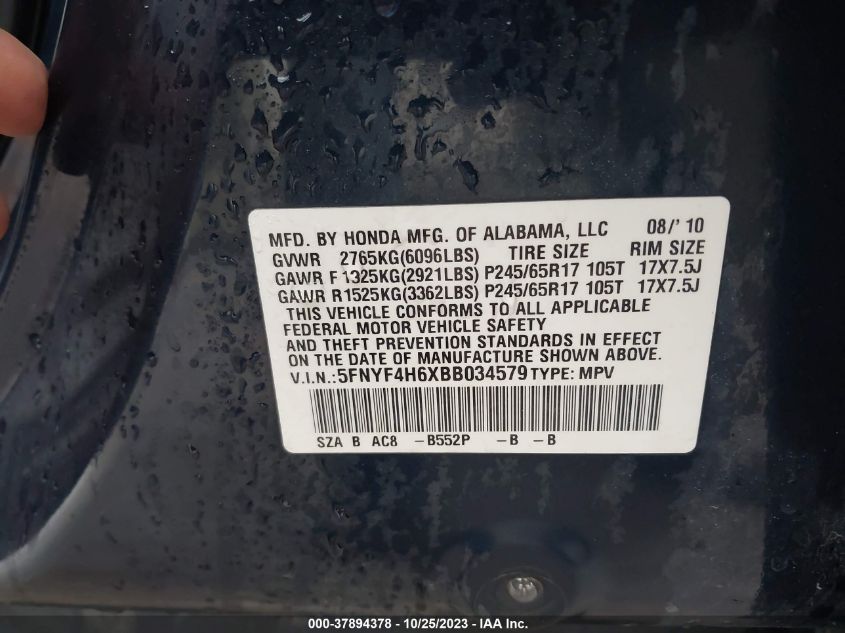 MFD. BY HONDA MFG. OF ALABAMA, LLC 08/' 10
GVWR 2765KG(6096LBS) TIRE SIZE RIM SIZE
GAWR F 1325KG(2921LBS) P245/65R17 105T 17X7.5J
GAWR R1525KG(3362LBS) P245/65R17 105T 17X7.5J
THIS VEHICLE CONFORMS TO ALL APPLICABLE
FEDERAL MOTOR VEHICLE SAFETY
AND THEFT PREVENTION STANDARDS IN EFFECT
ON THE DATE OF MANUFACTURE SHOWN ABOVE.
V.I.N.:5FNYF4H6XBB034579 TYPE: MPV
SZA B AC8 -B552P -B -B
000-37894378 - 10/25/2023 - IAA Inc.